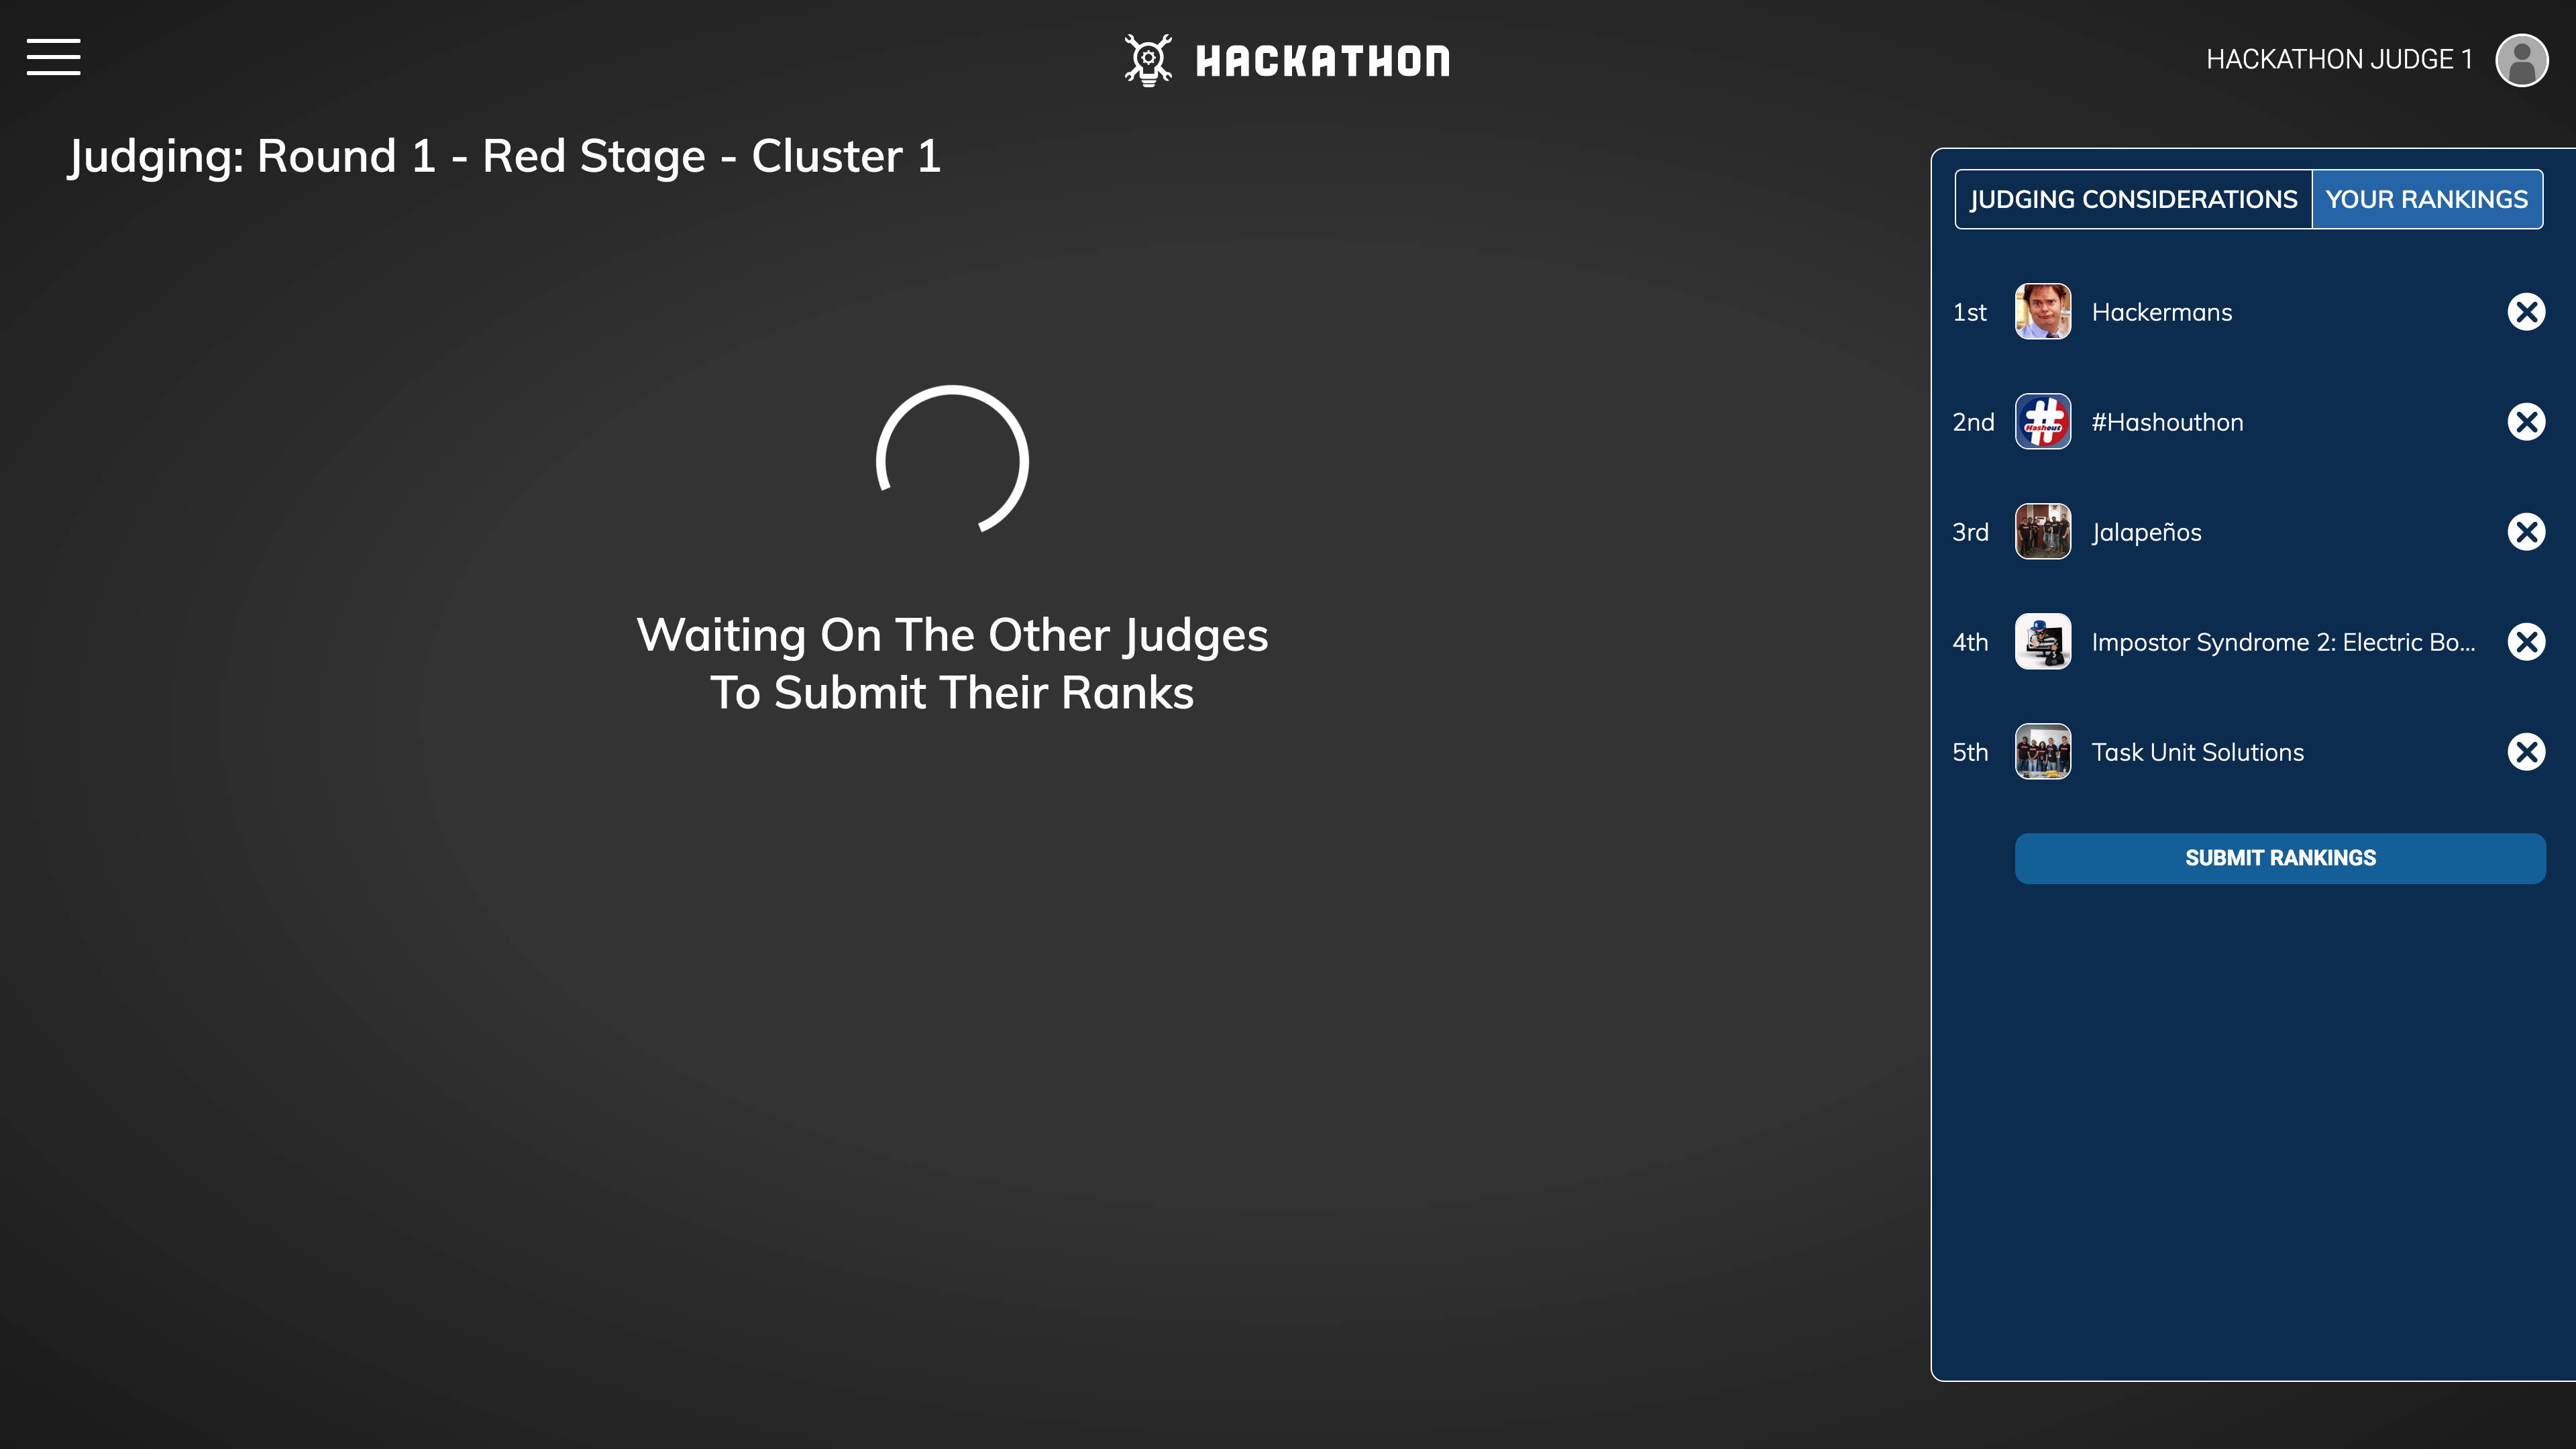 HACKATHON
HACKATHON JUDGE 1
Judging: Round 1 - Red Stage - Cluster 1
Waiting On The Other Judges
To Submit Their Ranks
JUDGING CONSIDERATIONS
YOUR RANKINGS
1st Hackermans
2nd #Hashouthon
# Hashout
3rd Jalapeños
4th Impostor Syndrome 2: Electric Bo...
5th Task Unit Solutions
SUBMIT RANKINGS